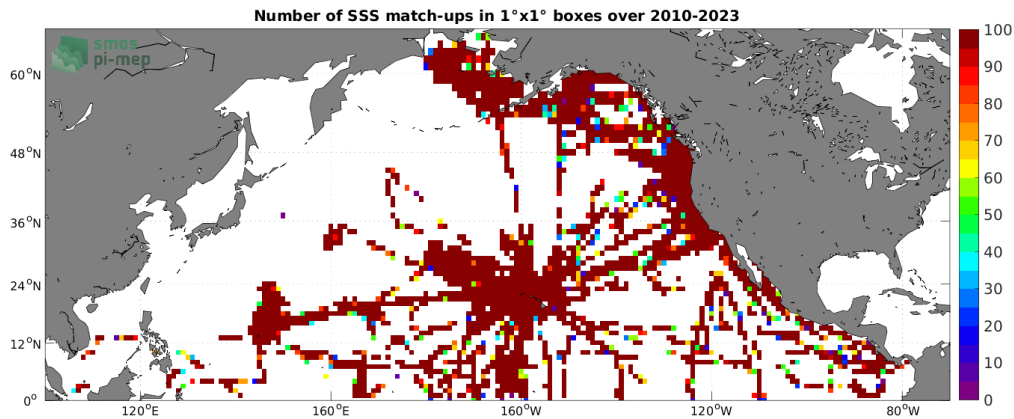 Number of SSS match-ups in 1°x1° boxes over 2010-2023
smos
pi-mep
60°N
48°N
36°N
24°N
12°N
0°
120°E
160°E
160°W
120°W
80°W
100
90
80
70
60
50
40
30
20
10
0